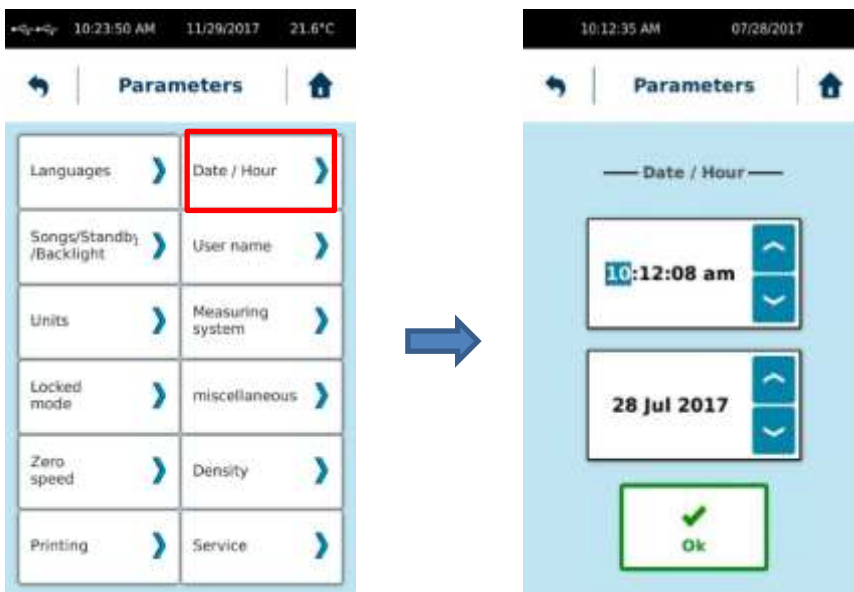 10:23:50 AM 11/29/2017 21.6°C
Parameters
Languages
Date / Hour
Songs/Standby
/Backlight
User name
Units
Measuring
system
Locked
mode
miscellaneous
Zero
speed
Density
Printing
Service
10:12:35 AM 07/28/2017
Parameters
Date / Hour
10:12:08 am
28 Jul 2017
Ok